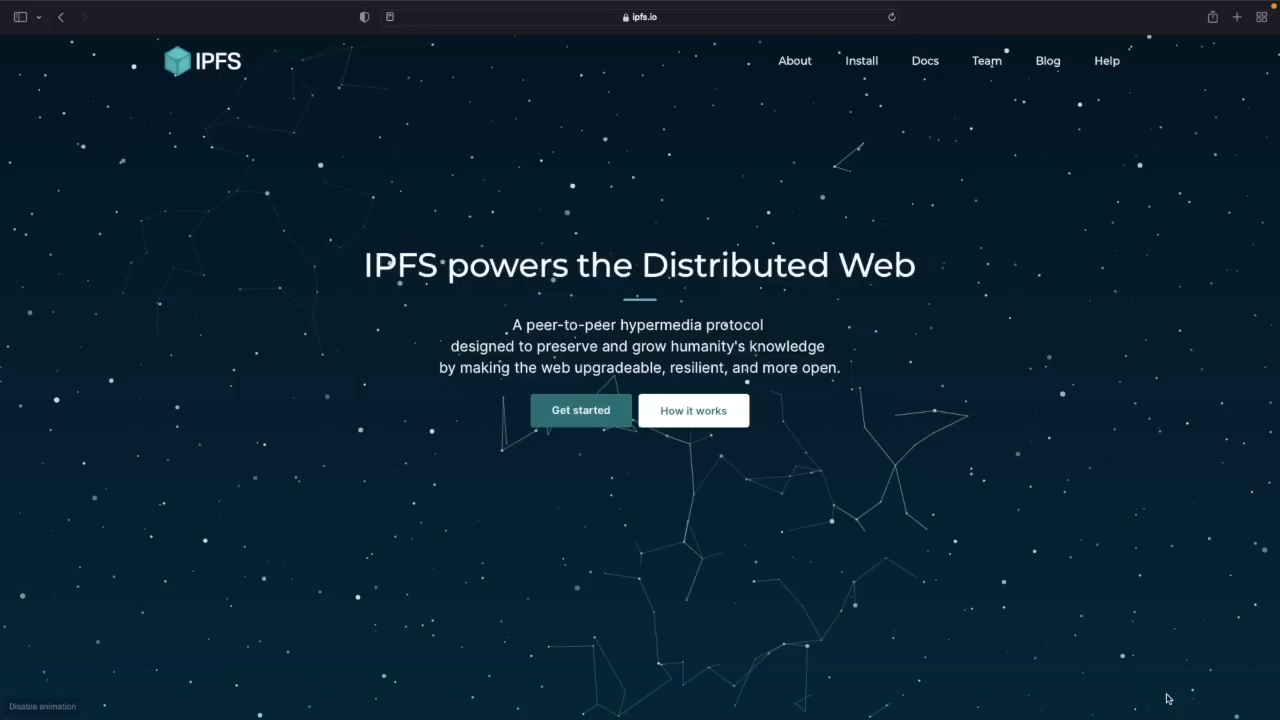 ipfs.io
IPFS
About
Install
Docs
Team
Blog
Help
IPFS powers the Distributed Web
A peer-to-peer hypermedia protocol
designed to preserve and grow humanity's knowledge
by making the web upgradeable, resilient, and more open.
Get started
How it works
Disable animation